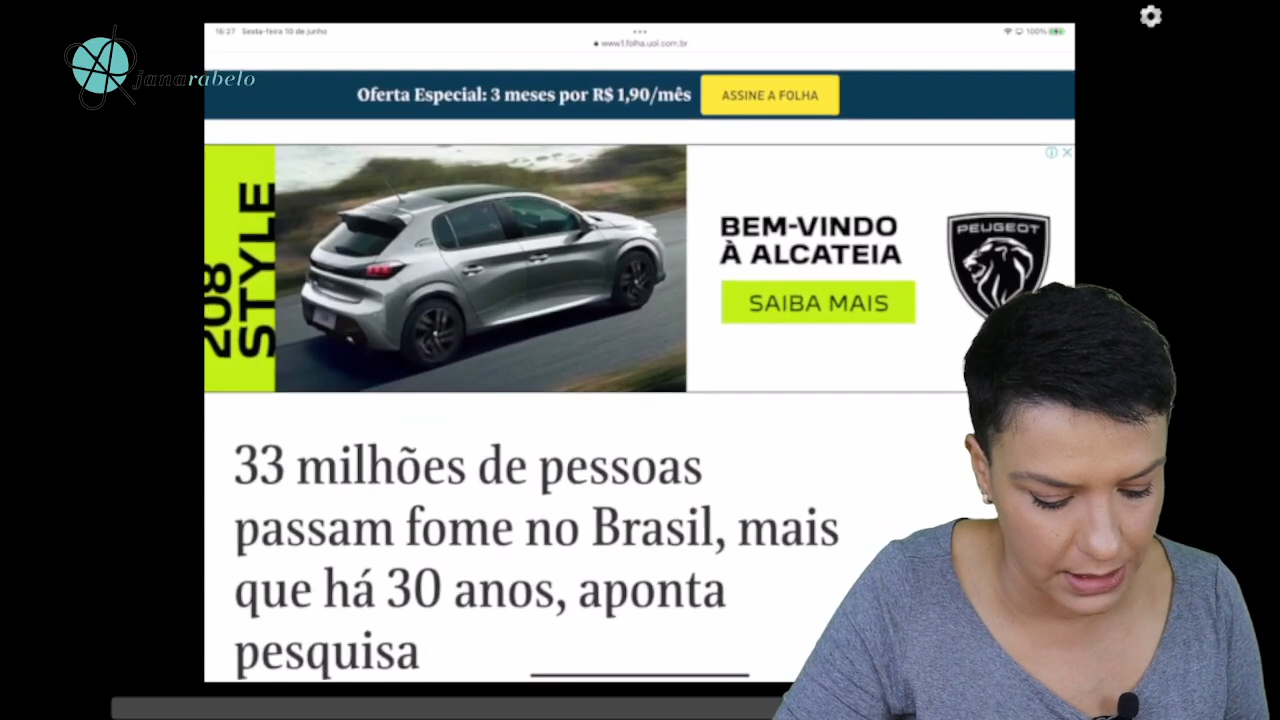 16:27 Sexta-feira 10 de junho
100%
www1.folha.uol.com.br
janarabelo
Oferta Especial: 3 meses por R$ 1,90/mês
ASSINE A FOLHA
208
STYLE
BEM-VINDO
À ALCATEIA
SAIBA MAIS
PEUGEOT
33 milhões de pessoas
passam fome no Brasil, mais
que há 30 anos, aponta
pesquisa